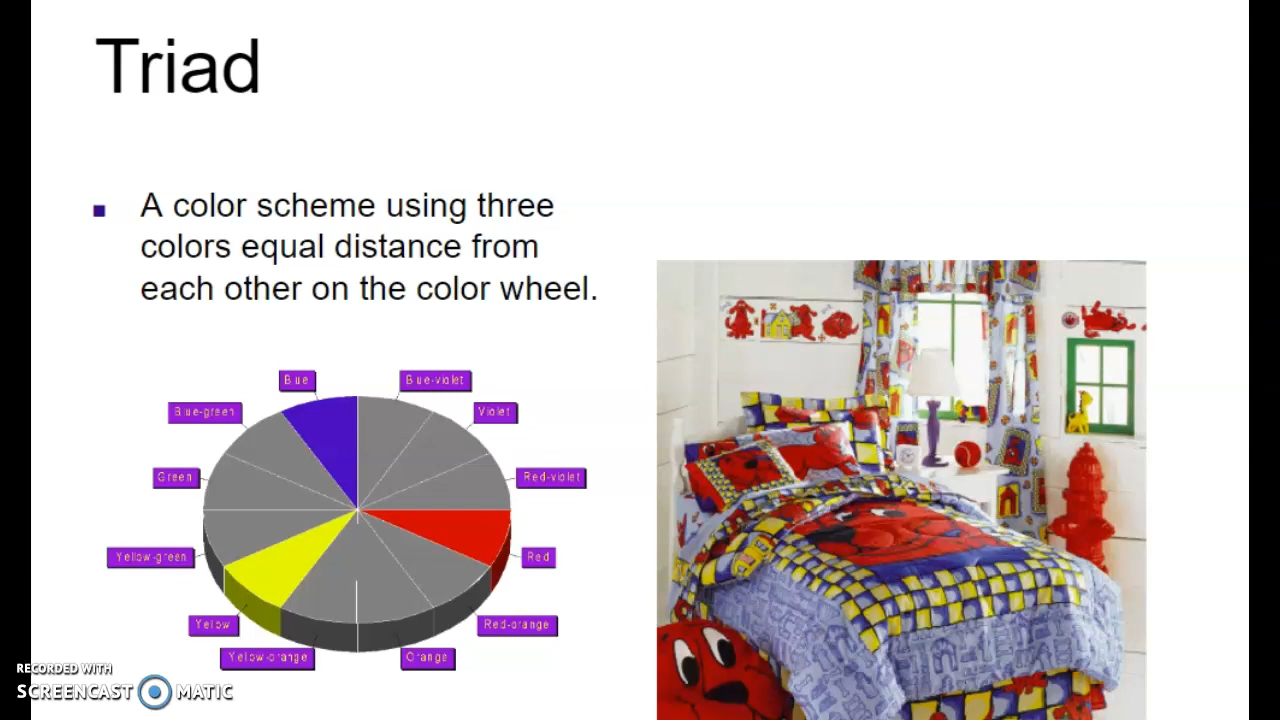 Triad
A color scheme using three
colors equal distance from
each other on the color wheel.
Blue
Blue-violet
Blue-green
Violet
Green
Red-violet
Yellow-green
Red
Yellow
Red-orange
Yellow-orange
Orange
RECORDED WITH
SCREENCAST MATIC